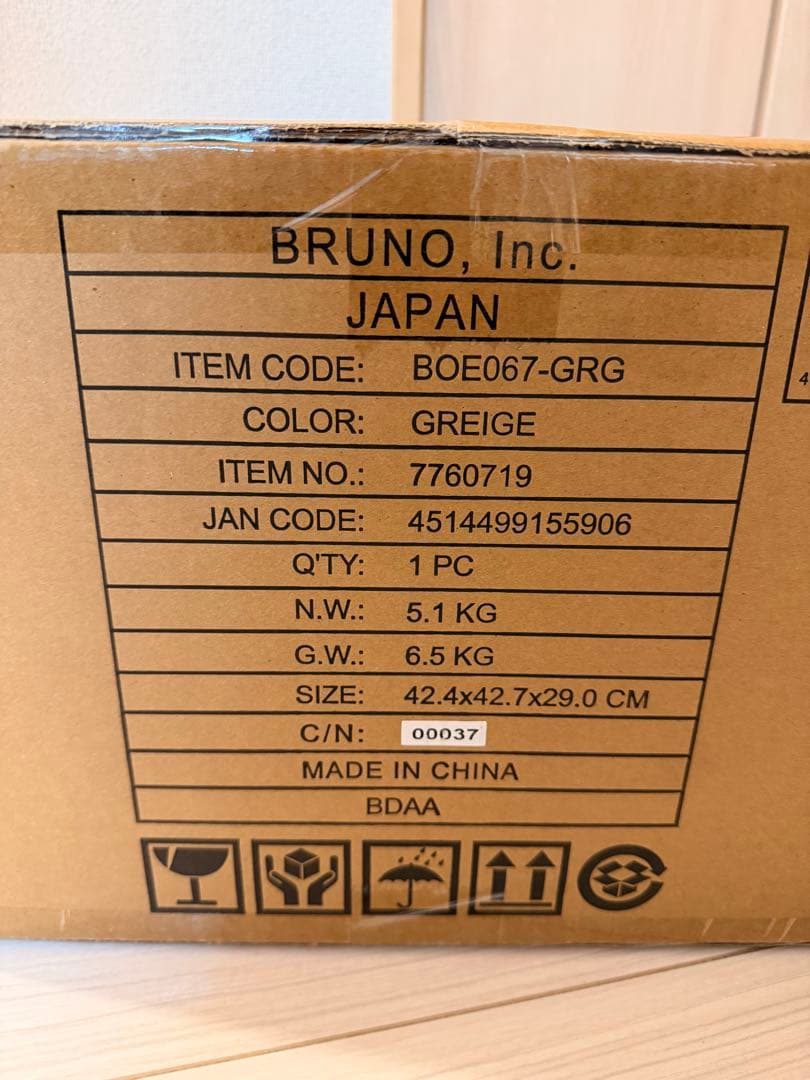 BRUNO, Inc.
JAPAN
ITEM CODE: BOE067-GRG
COLOR: GREIGE
ITEM NO.: 7760719
JAN CODE: 4514499155906
Q'TY: 1 PC
N.W.: 5.1 KG
G.W.: 6.5 KG
SIZE: 42.4x42.7x29.0 CM
C/N: 00037
MADE IN CHINA
BDAA
4